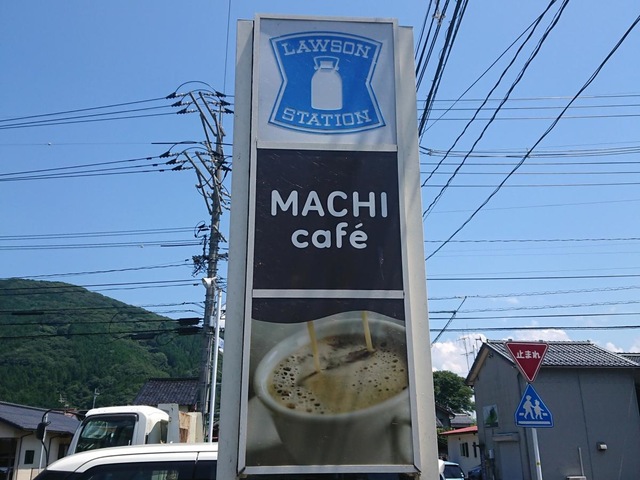 LAWSON
STATION
MACHI
café
止まれ